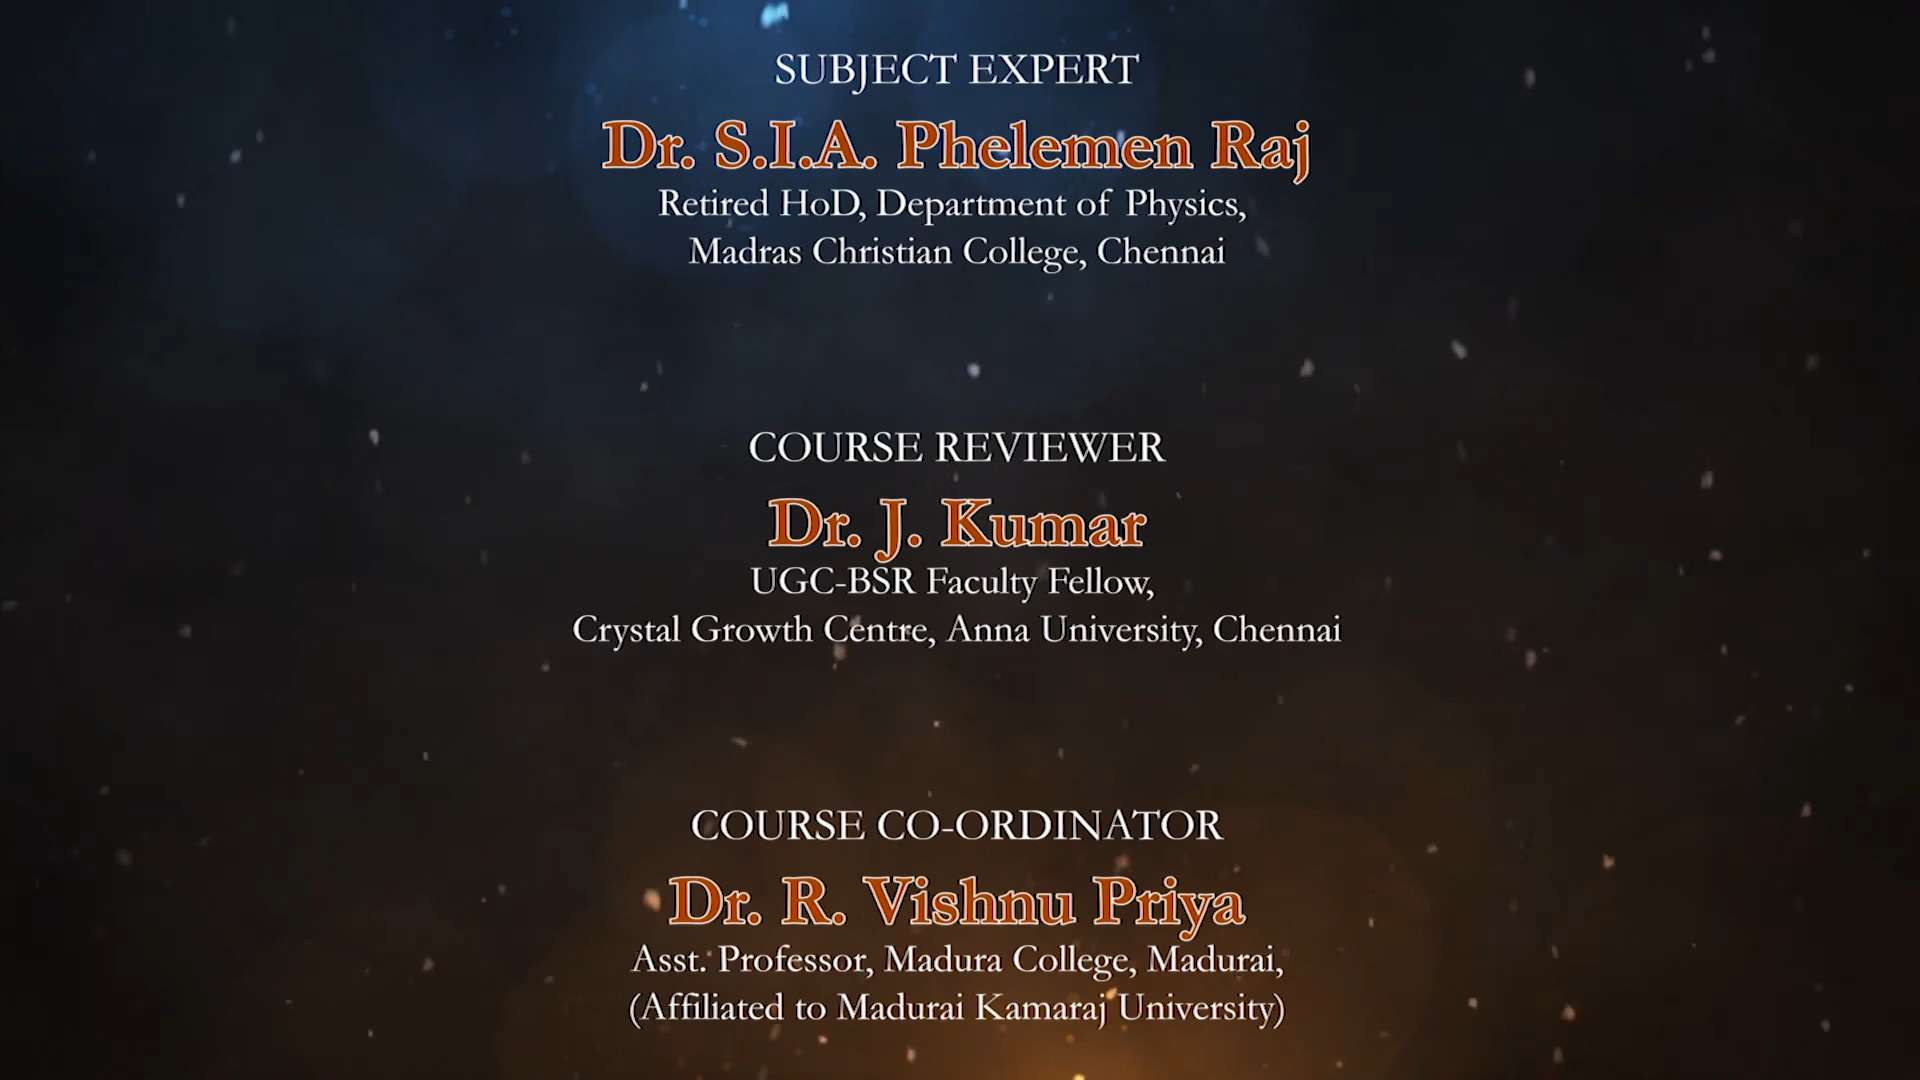 SUBJECT EXPERT
Dr. S.I.A. Phelemen Raj
Retired HoD, Department of Physics,
Madras Christian College, Chennai
COURSE REVIEWER
Dr. J. Kumar
UGC-BSR Faculty Fellow,
Crystal Growth Centre, Anna University, Chennai
COURSE CO-ORDINATOR
Dr. R. Vishnu Priya
Asst. Professor, Madura College, Madurai,
(Affiliated to Madurai Kamaraj University)